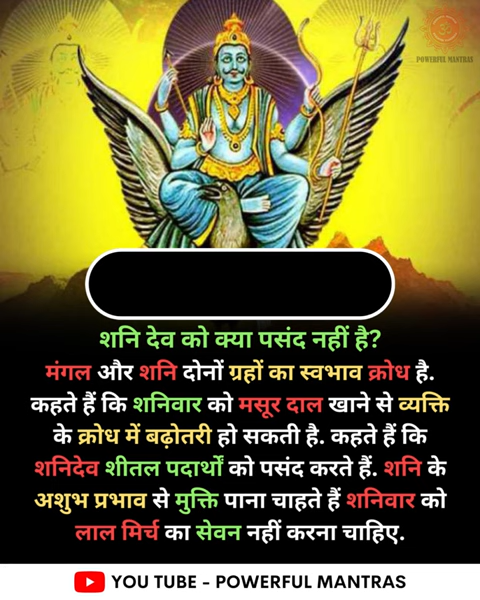 POWERFUL MANTRAS
शनि देव को क्या पसंद नहीं है?
मंगल और शनि दोनों ग्रहों का स्वभाव क्रोध है.
कहते हैं कि शनिवार को मसूर दाल खाने से व्यक्ति
के क्रोध में बढ़ोतरी हो सकती है. कहते हैं कि
शनिदेव शीतल पदार्थों को पसंद करते हैं. शनि के
अशुभ प्रभाव से मुक्ति पाना चाहते हैं शनिवार को
लाल मिर्च का सेवन नहीं करना चाहिए.
YOU TUBE - POWERFUL MANTRAS